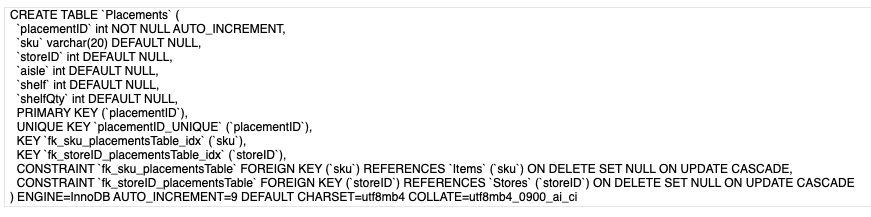 CREATE TABLE `Placements` (
`placementID` int NOT NULL AUTO_INCREMENT,
`sku` varchar(20) DEFAULT NULL,
`storeID` int DEFAULT NULL,
`aisle` int DEFAULT NULL,
`shelf` int DEFAULT NULL,
`shelfQty` int DEFAULT NULL,
PRIMARY KEY (`placementID`),
UNIQUE KEY `placementID_UNIQUE` (`placementID`),
KEY `fk_sku_placementsTable_idx` (`sku`),
KEY `fk_storeID_placementsTable_idx` (`storeID`),
CONSTRAINT `fk_sku_placementsTable` FOREIGN KEY (`sku`) REFERENCES `Items` (`sku`) ON DELETE SET NULL ON UPDATE CASCADE,
CONSTRAINT `fk_storeID_placementsTable` FOREIGN KEY (`storeID`) REFERENCES `Stores` (`storeID`) ON DELETE SET NULL ON UPDATE CASCADE
) ENGINE=InnoDB AUTO_INCREMENT=9 DEFAULT CHARSET=utf8mb4 COLLATE=utf8mb4_0900_ai_ci